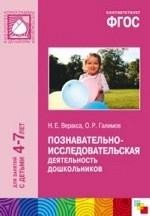 СООТВЕТСТВУЕТ
ФГОС
ДЛЯ ЗАНЯТИЙ С ДЕТЬМИ 4-7 ЛЕТ
Н. Е. Веракса, О. Р. Галимов
ПОЗНАВАТЕЛЬНО-
ИССЛЕДОВАТЕЛЬСКАЯ
ДЕЯТЕЛЬНОСТЬ
ДОШКОЛЬНИКОВ